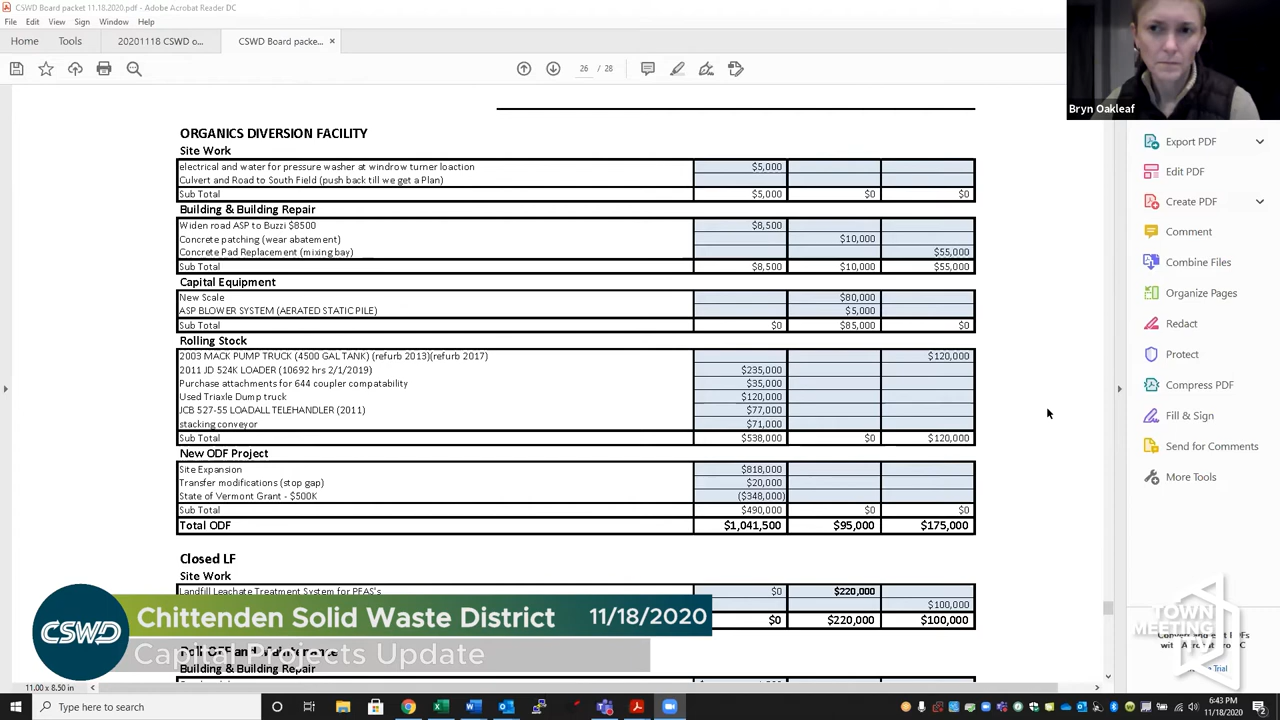 CSWD Board packet 11.18.2020.pdf - Adobe Acrobat Reader DC
File Edit View Sign Window Help
Home Tools 20201118 CSWD o... CSWD Board packe... ×
26 / 28
Bryn Oakleaf
ORGANICS DIVERSION FACILITY
Site Work
electrical and water for pressure washer at windrow turner loaction $5,000
Culvert and Road to South Field (push back till we get a Plan)
Sub Total $5,000 $0 $0
Building & Building Repair
Widen road ASP to Buzzi $8500 $8,500
Concrete patching (wear abatement) $10,000
Concrete Pad Replacement (mixing bay) $55,000
Sub Total $8,500 $10,000 $55,000
Capital Equipment
New Scale $80,000
ASP BLOWER SYSTEM (AERATED STATIC PILE) $5,000
Sub Total $0 $85,000 $0
Rolling Stock
2003 MACK PUMP TRUCK (4500 GAL TANK) (refurb 2013)(refurb 2017) $120,000
2011 JD 524K LOADER (10692 hrs 2/1/2019) $235,000
Purchase attachments for 644 coupler compatability $35,000
Used Triaxle Dump truck $120,000
JCB 527-55 LOADALL TELEHANDLER (2011) $77,000
stacking conveyor $71,000
Sub Total $538,000 $0 $120,000
New ODF Project
Site Expansion $818,000
Transfer modifications (stop gap) $20,000
State of Vermont Grant - $500K ($348,000)
Sub Total $490,000 $0 $0
Total ODF $1,041,500 $95,000 $175,000
Closed LF
Site Work
Landfill Leachate Treatment System for PFAS's $0 $220,000
$100,000
$0 $220,000 $100,000
Building & Building Repair
Export PDF
Edit PDF
Create PDF
Comment
Combine Files
Organize Pages
Redact
Protect
Compress PDF
Fill & Sign
Send for Comments
More Tools
CSWD
Chittenden Solid Waste District 11/18/2020
Capital Projects Update
TOWN
MEETING
11.00 x 8.50 in
Type here to search
6:43 PM
11/18/2020